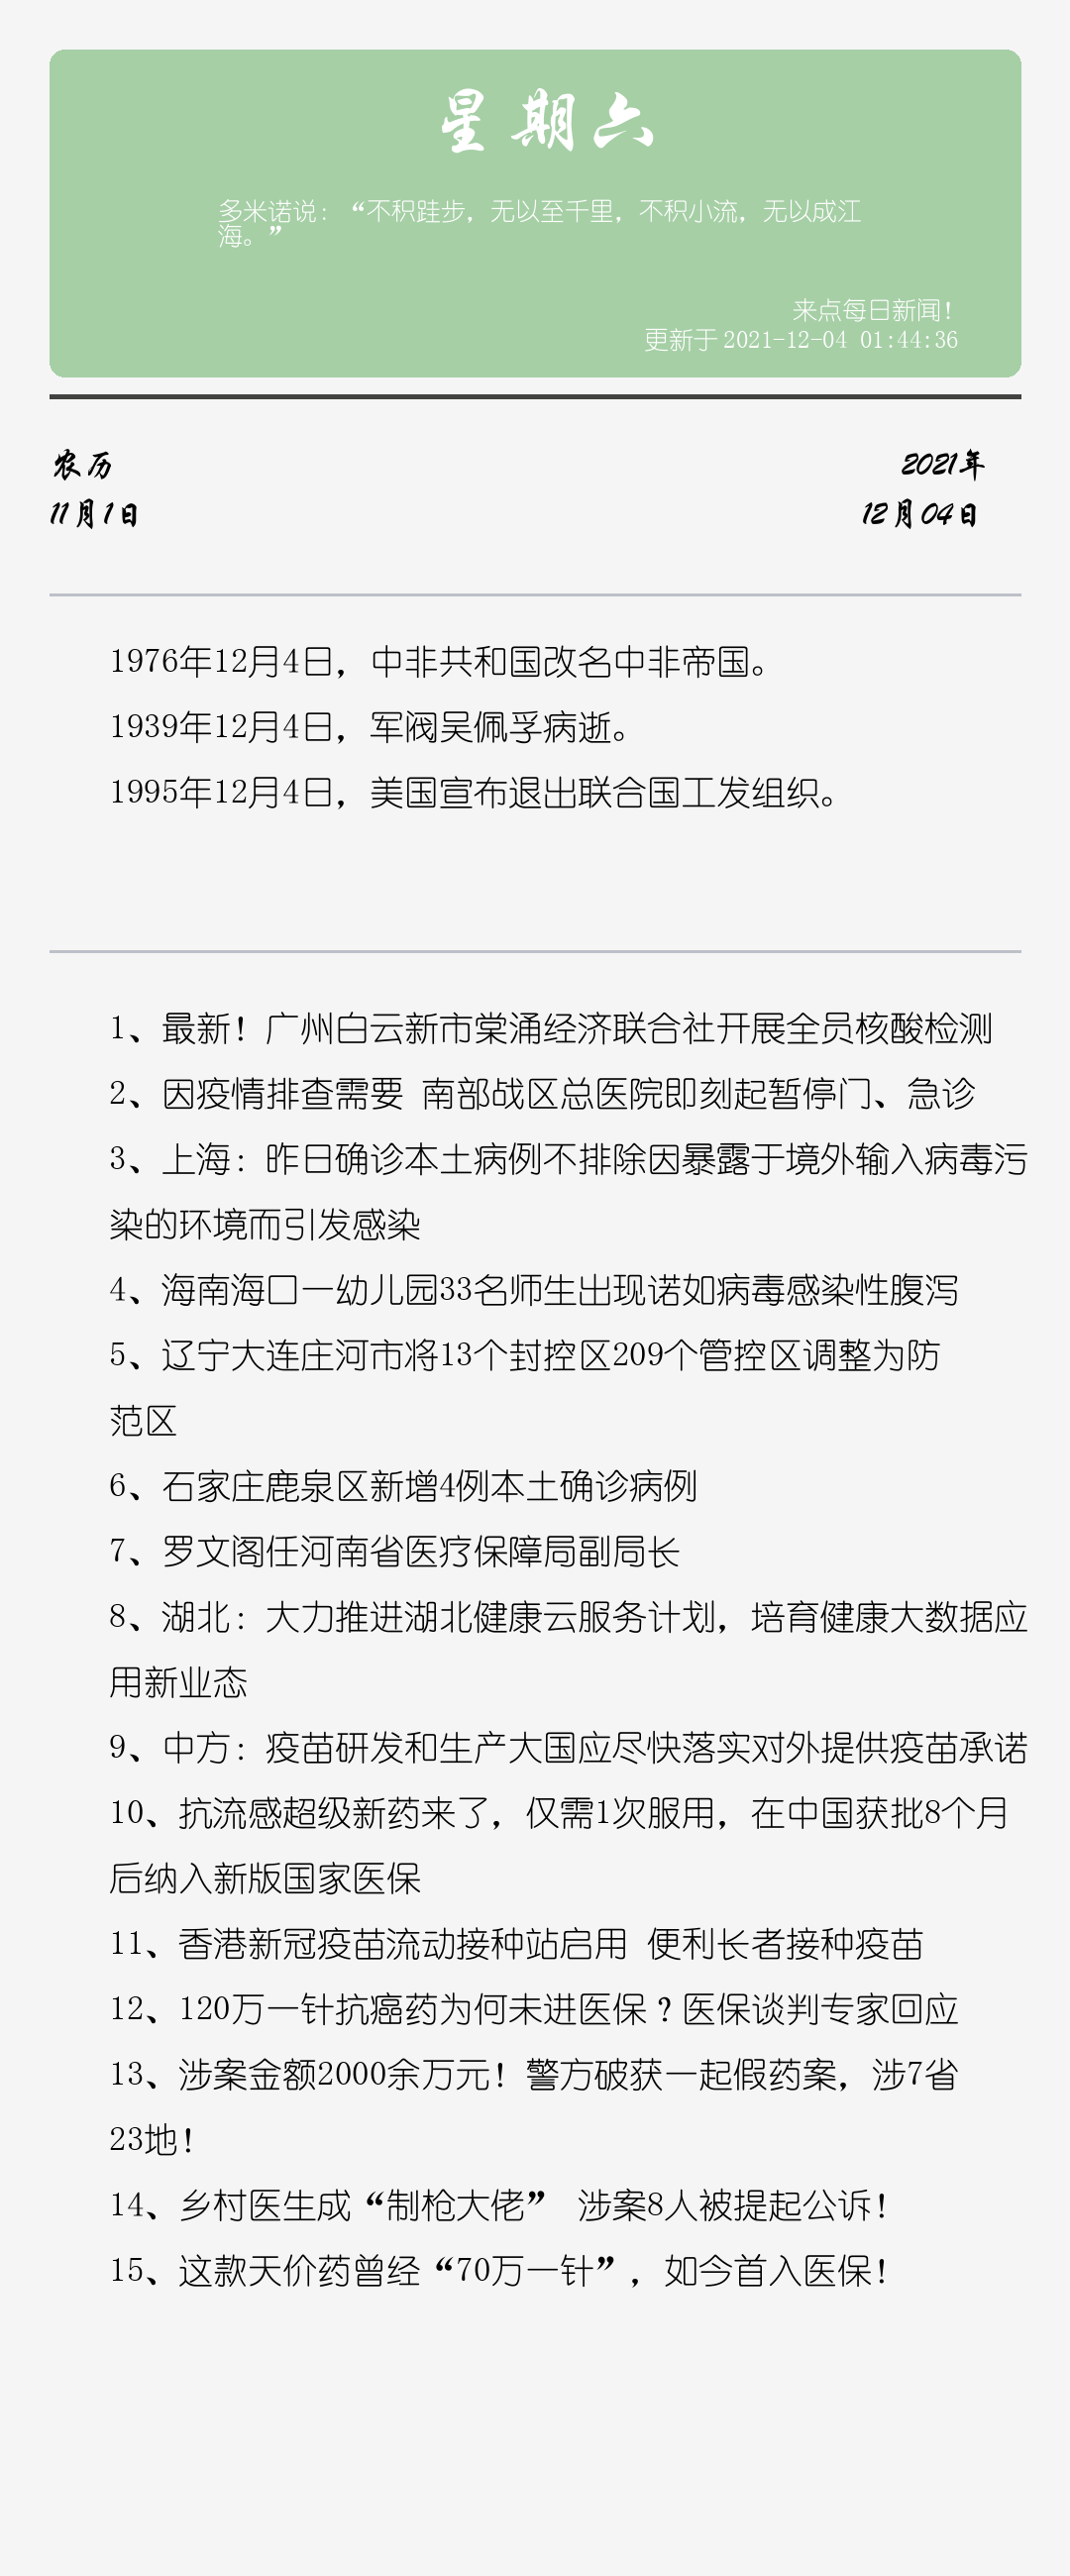 星期六
多米诺说：“不积跬步，无以至千里，不积小流，无以成江
海。”
来点每日新闻！
更新于 2021-12-04 01:44:36
农历
2021年
11月1日
12月04日
1976年12月4日，中非共和国改名中非帝国。
1939年12月4日，军阀吴佩孚病逝。
1995年12月4日，美国宣布退出联合国工发组织。
1、最新！广州白云新市棠涌经济联合社开展全员核酸检测
2、因疫情排查需要 南部战区总医院即刻起暂停门、急诊
3、上海：昨日确诊本土病例不排除因暴露于境外输入病毒污
染的环境而引发感染
4、海南海口一幼儿园33名师生出现诺如病毒感染性腹泻
5、辽宁大连庄河市将13个封控区209个管控区调整为防
范区
6、石家庄鹿泉区新增4例本土确诊病例
7、罗文阁任河南省医疗保障局副局长
8、湖北：大力推进湖北健康云服务计划，培育健康大数据应
用新业态
9、中方：疫苗研发和生产大国应尽快落实对外提供疫苗承诺
10、抗流感超级新药来了，仅需1次服用，在中国获批8个月
后纳入新版国家医保
11、香港新冠疫苗流动接种站启用 便利长者接种疫苗
12、120万一针抗癌药为何未进医保？医保谈判专家回应
13、涉案金额2000余万元！警方破获一起假药案，涉7省
23地！
14、乡村医生成“制枪大佬” 涉案8人被提起公诉！
15、这款天价药曾经“70万一针”，如今首入医保！